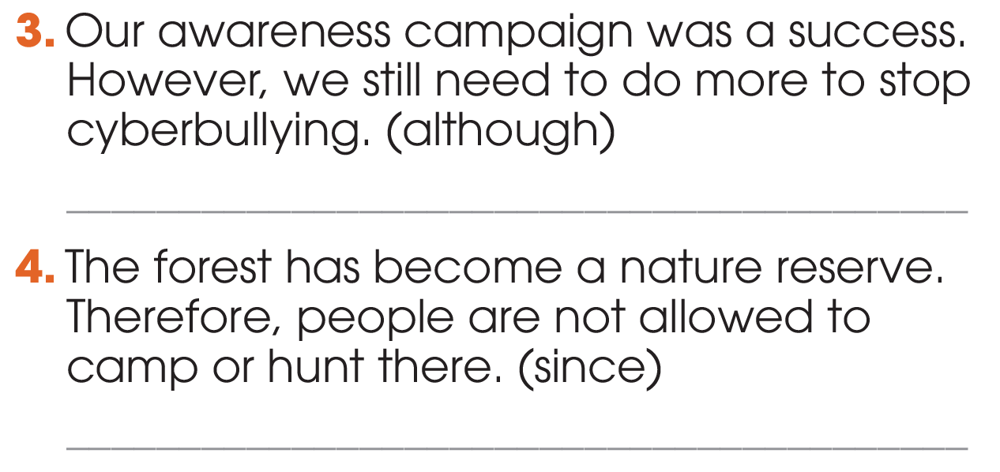 3. Our awareness campaign was a success.
However, we still need to do more to stop
cyberbullying. (although)
4. The forest has become a nature reserve.
Therefore, people are not allowed to
camp or hunt there. (since)